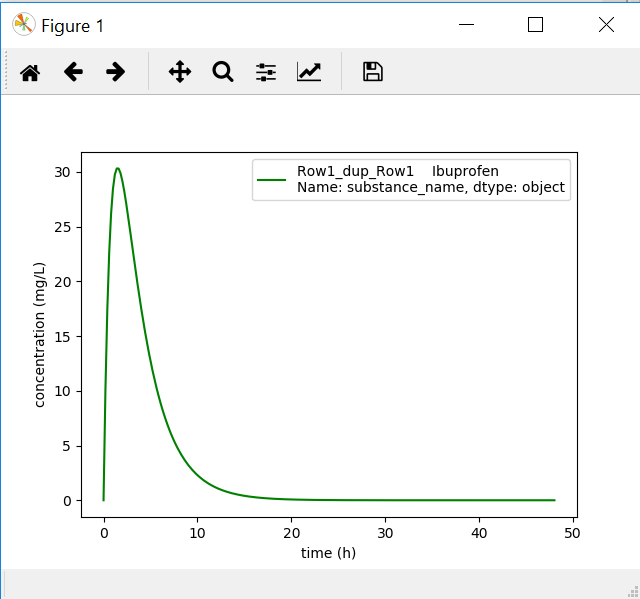 Figure 1
Row1_dup_Row1    Ibuprofen
Name: substance_name, dtype: object
30
25
20
15
10
5
0
concentration (mg/L)
0 10 20 30 40 50
time (h)